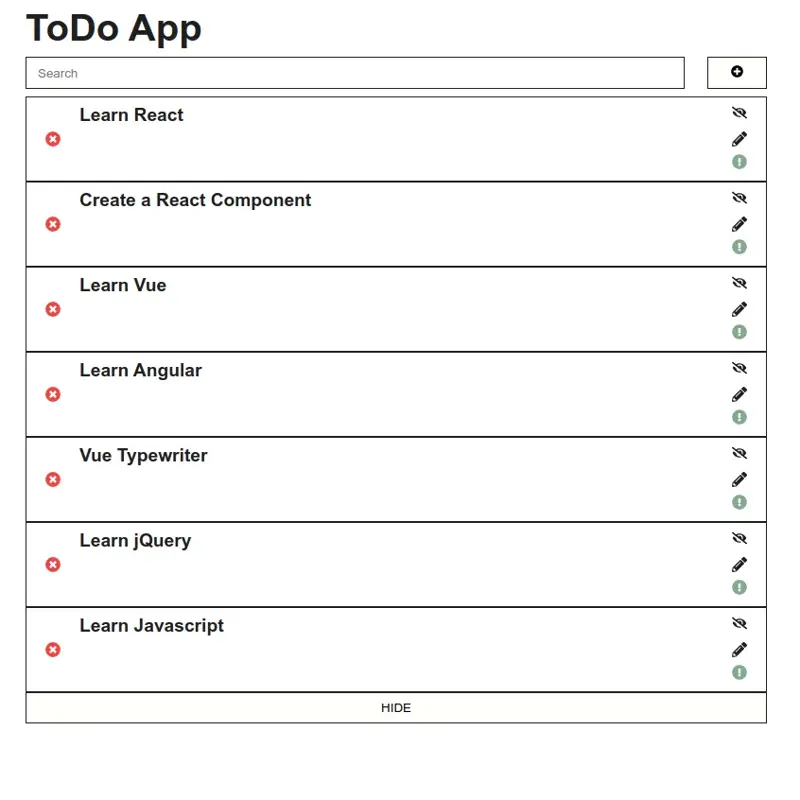 ToDo App
Search
Learn React
Create a React Component
Learn Vue
Learn Angular
Vue Typewriter
Learn jQuery
Learn Javascript
HIDE